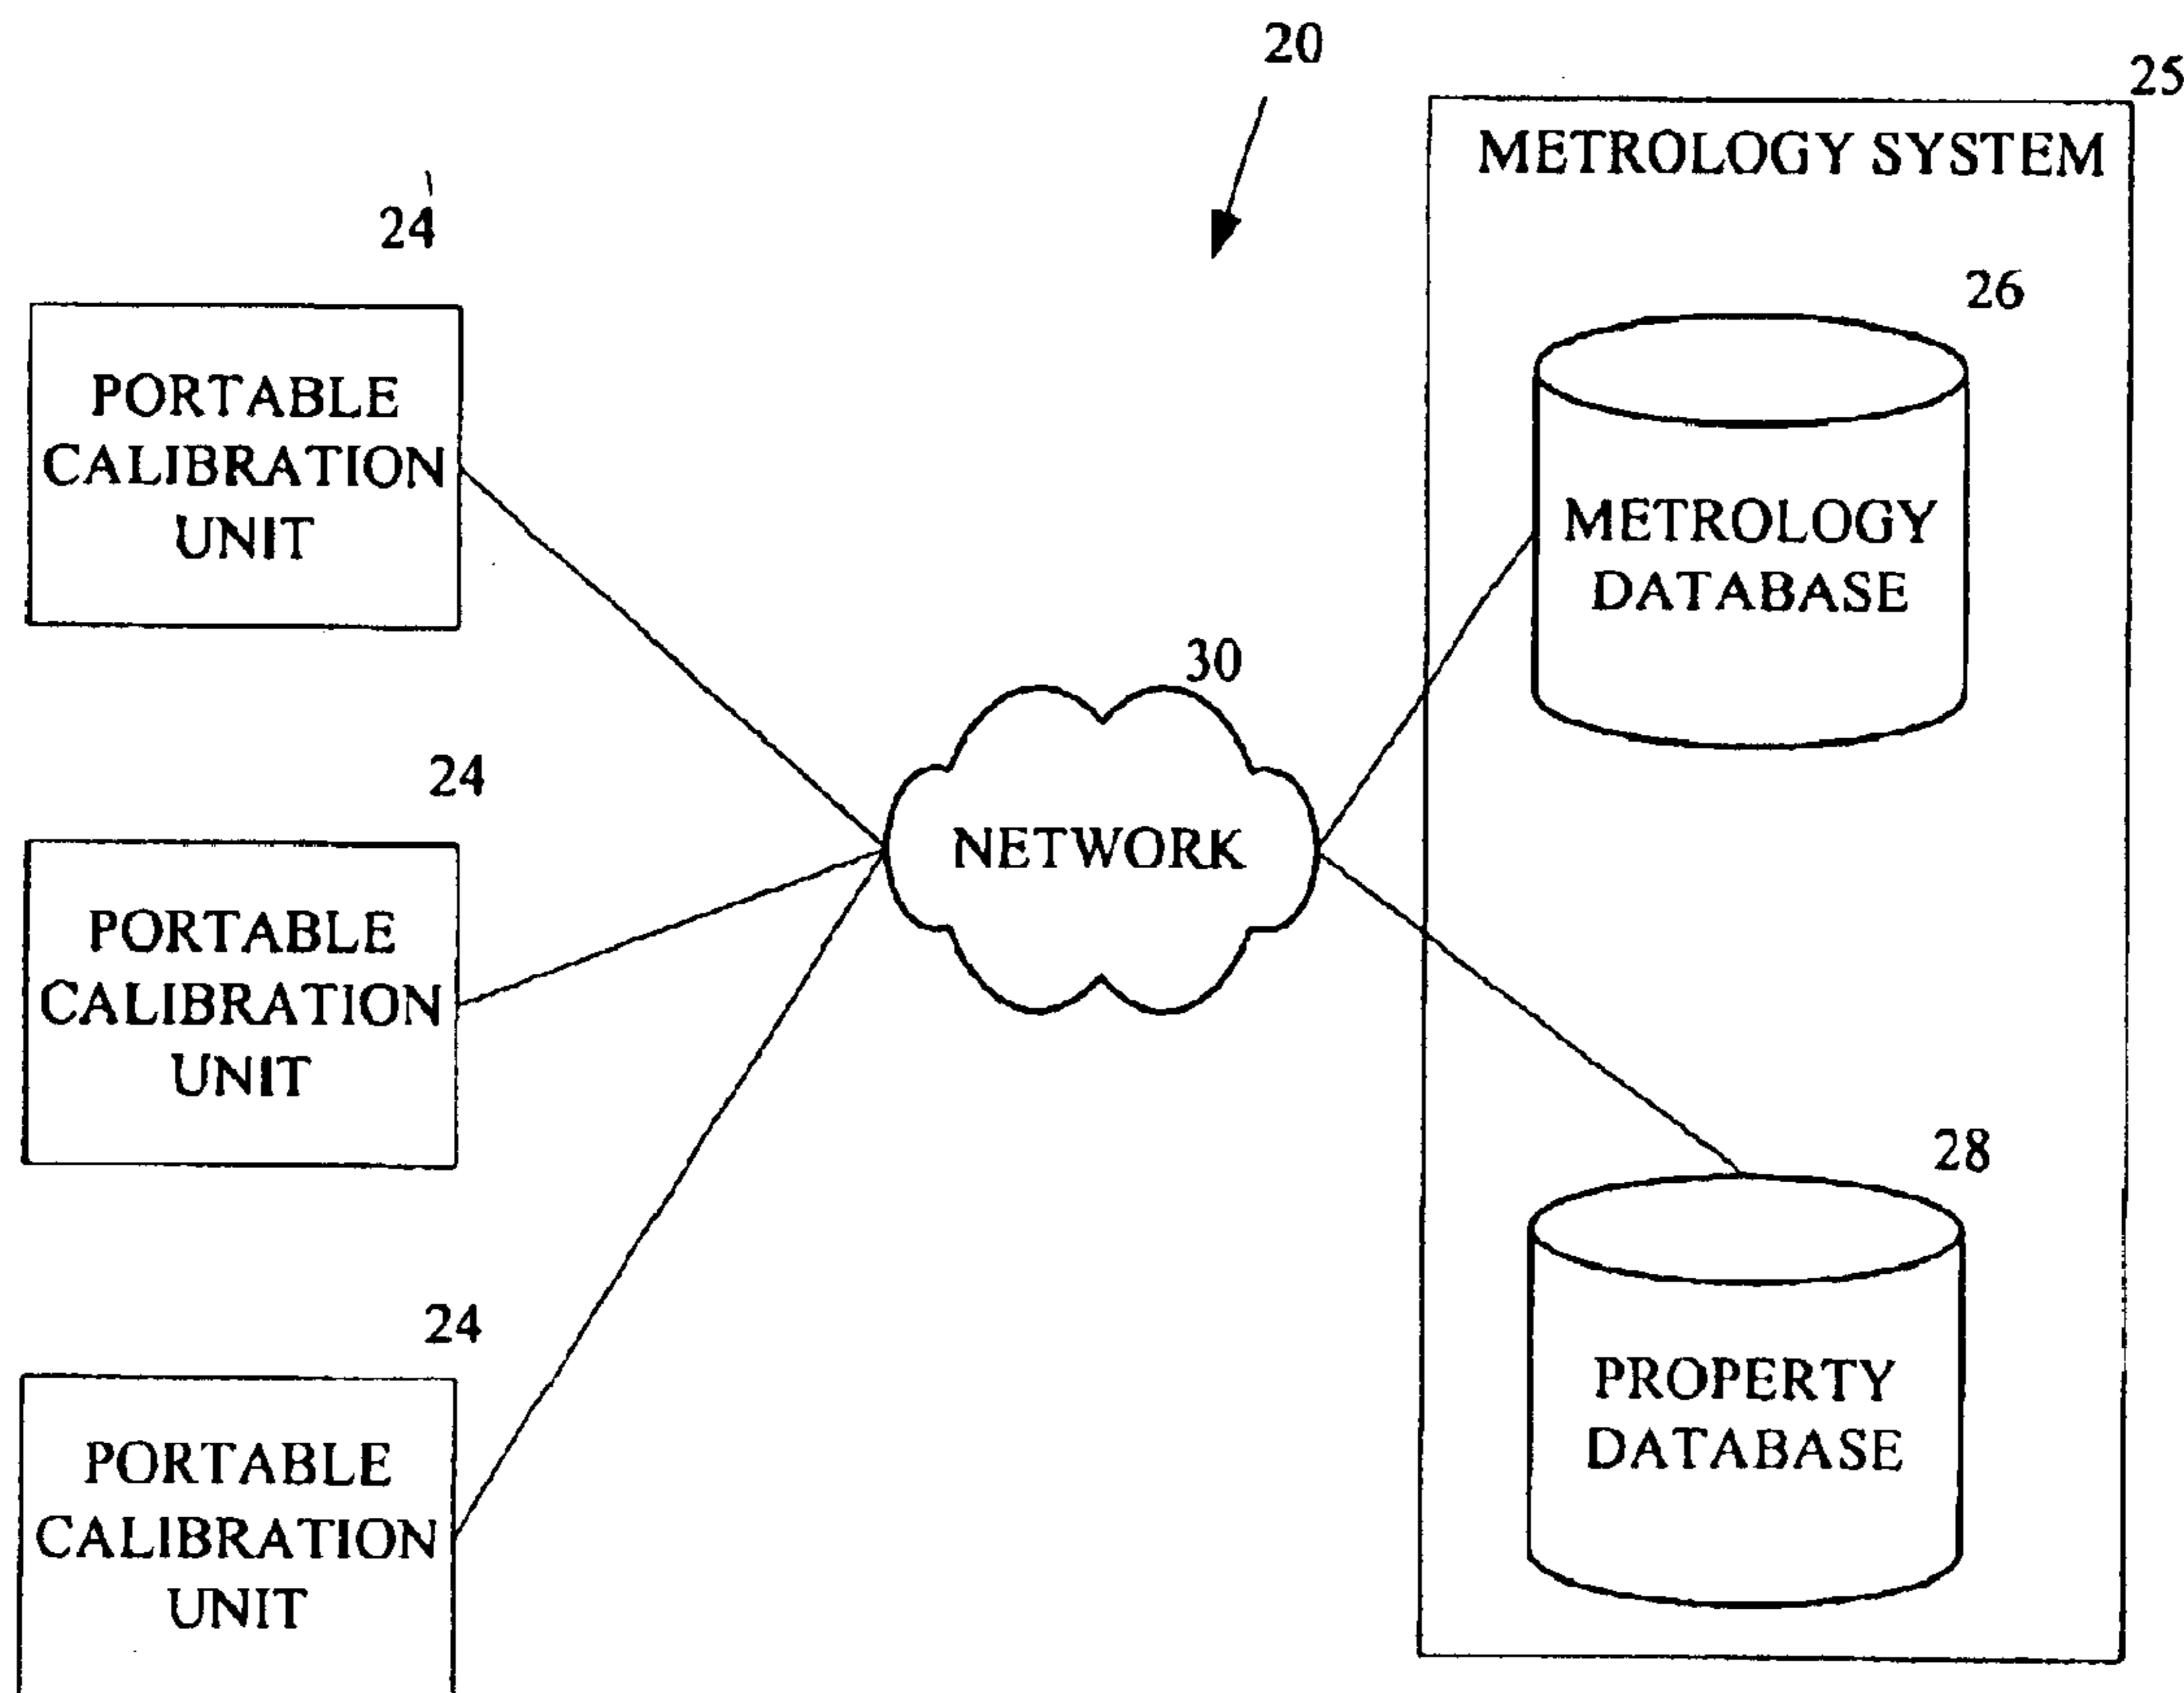 20
25
METROLOGY SYSTEM
24
26
PORTABLE
CALIBRATION
UNIT
METROLOGY
DATABASE
30
NETWORK
24
PORTABLE
CALIBRATION
UNIT
28
PROPERTY
DATABASE
24
PORTABLE
CALIBRATION
UNIT